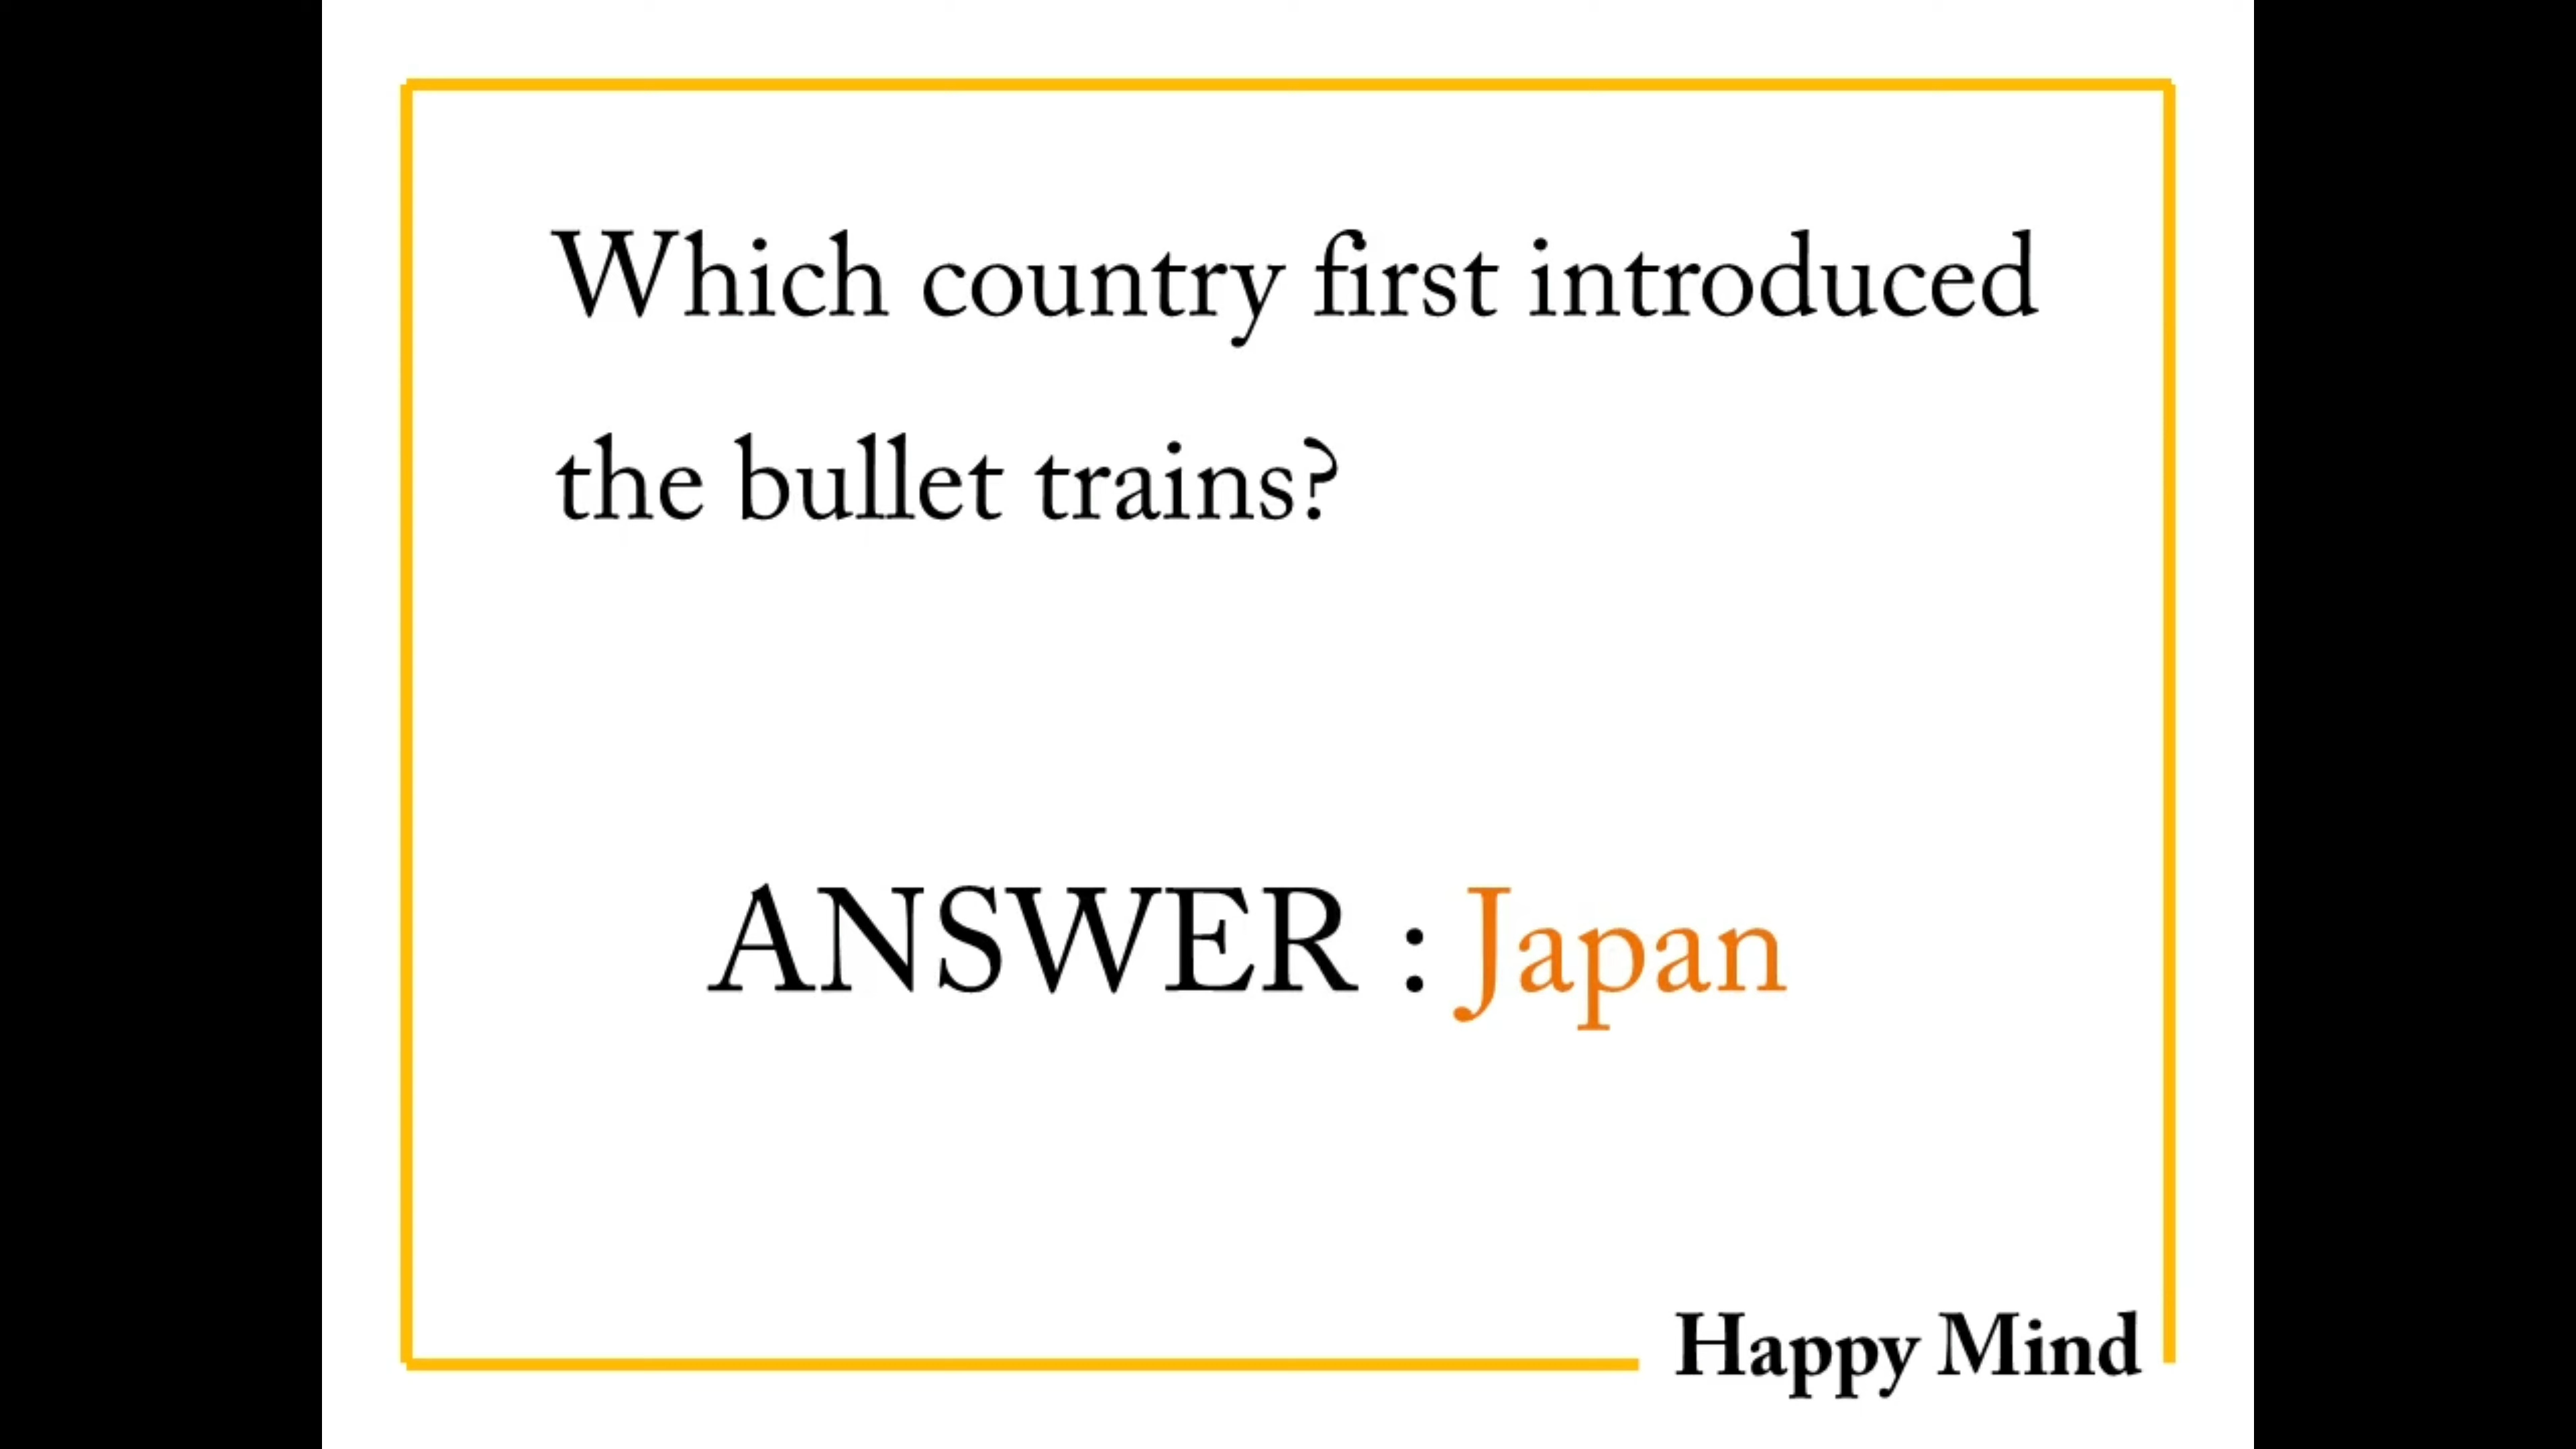 Which country first introduced
the bullet trains?
ANSWER : Japan
Happy Mind